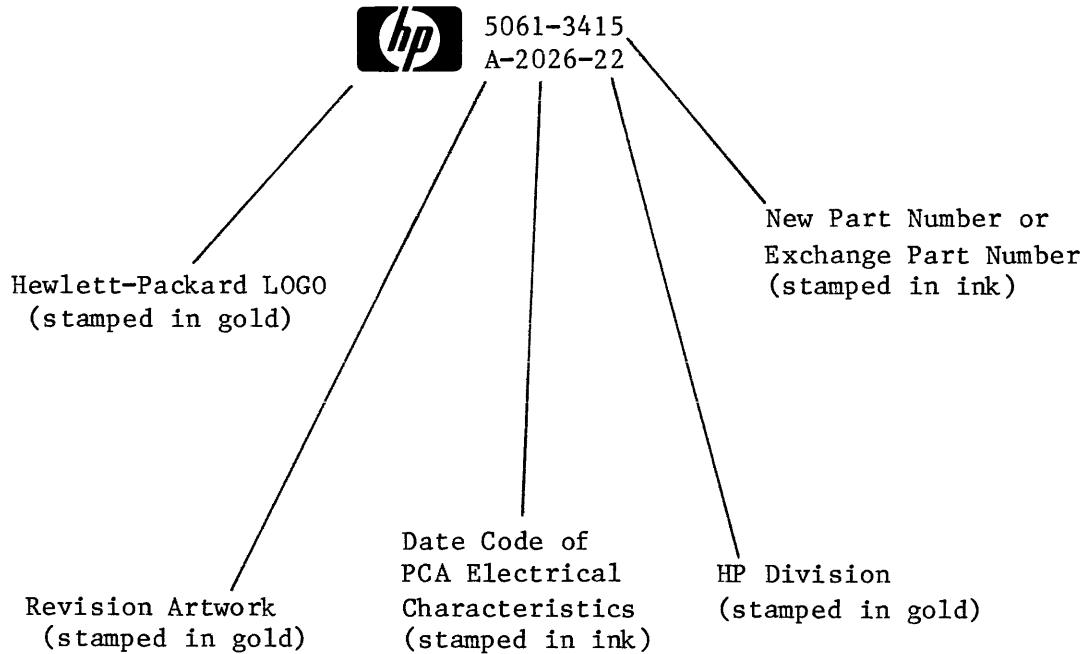 hp
5061-3415
A-2026-22
New Part Number or
Exchange Part Number
(stamped in ink)
Hewlett-Packard LOGO
(stamped in gold)
Date Code of
PCA Electrical
Characteristics
(stamped in ink)
HP Division
(stamped in gold)
Revision Artwork
(stamped in gold)